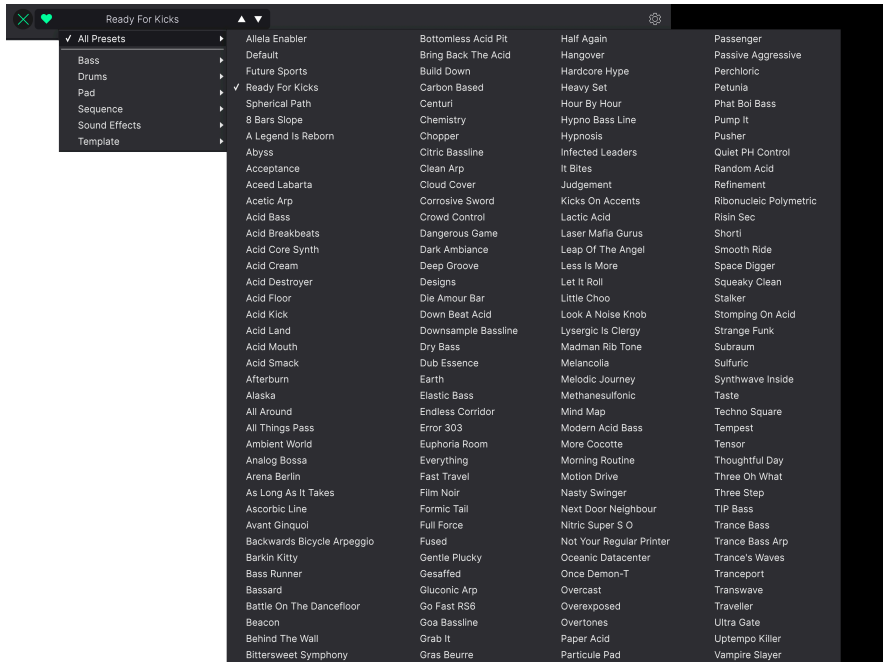 Ready For Kicks
All Presets
Bass
Drums
Pad
Sequence
Sound Effects
Template
Allela Enabler
Default
Future Sports
Ready For Kicks
Spherical Path
8 Bars Slope
A Legend Is Reborn
Abyss
Acceptance
Aceed Labarta
Acetic Arp
Acid Bass
Acid Breakbeats
Acid Core Synth
Acid Cream
Acid Destroyer
Acid Floor
Acid Kick
Acid Land
Acid Mouth
Acid Smack
Afterburn
Alaska
All Around
All Things Pass
Ambient World
Analog Bossa
Arena Berlin
As Long As It Takes
Ascorbic Line
Avant Ginquoi
Backwards Bicycle Arpeggio
Barkin Kitty
Bass Runner
Bassard
Battle On The Dancefloor
Beacon
Behind The Wall
Bittersweet Symphony
Bottomless Acid Pit
Bring Back The Acid
Build Down
Carbon Based
Centuri
Chemistry
Chopper
Citric Bassline
Clean Arp
Cloud Cover
Corrosive Sword
Crowd Control
Dangerous Game
Dark Ambiance
Deep Groove
Designs
Die Amour Bar
Down Beat Acid
Downsample Bassline
Dry Bass
Dub Essence
Earth
Elastic Bass
Endless Corridor
Error 303
Euphoria Room
Everything
Fast Travel
Film Noir
Formic Tail
Full Force
Fused
Gentle Plucky
Gesaffed
Gluconic Arp
Go Fast RS6
Goa Bassline
Grab It
Gras Beurre
Half Again
Hangover
Hardcore Hype
Heavy Set
Hour By Hour
Hypno Bass Line
Hypnosis
Infected Leaders
It Bites
Judgement
Kicks On Accents
Lactic Acid
Laser Mafia Gurus
Leap Of The Angel
Less Is More
Let It Roll
Little Choo
Look A Noise Knob
Lysergic Is Clergy
Madman Rib Tone
Melancolia
Melodic Journey
Methanesulfonic
Mind Map
Modern Acid Bass
More Cocotte
Morning Routine
Motion Drive
Nasty Swinger
Next Door Neighbour
Nitric Super S O
Not Your Regular Printer
Oceanic Datacenter
Once Demon-T
Overcast
Overexposed
Overtones
Paper Acid
Particule Pad
Passenger
Passive Aggressive
Perchloric
Petunia
Phat Boi Bass
Pump It
Pusher
Quiet PH Control
Random Acid
Refinement
Ribonucleic Polymetric
Risin Sec
Shorti
Smooth Ride
Space Digger
Squeaky Clean
Stalker
Stomping On Acid
Strange Funk
Subraum
Sulfuric
Synthwave Inside
Taste
Techno Square
Tempest
Tensor
Thoughtful Day
Three Oh What
Three Step
TIP Bass
Trance Bass
Trance Bass Arp
Trance's Waves
Tranceport
Transwave
Traveller
Ultra Gate
Uptempo Killer
Vampire Slayer